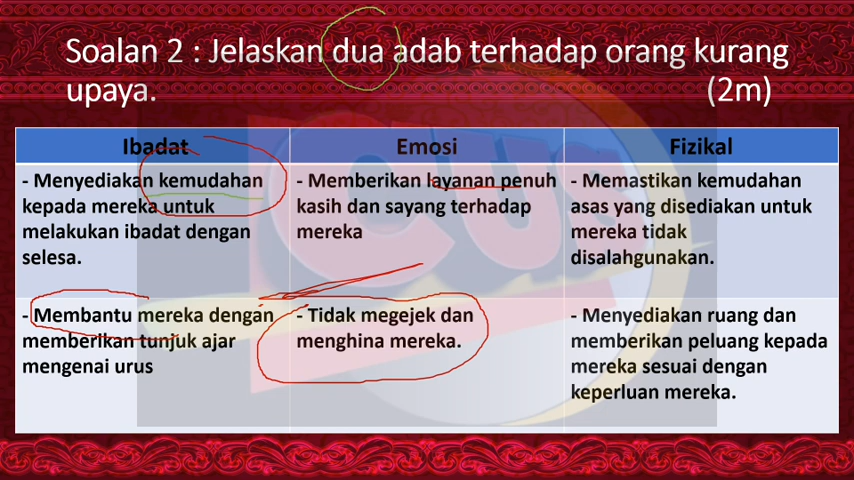 Soalan 2 : Jelaskan dua adab terhadap orang kurang
upaya. (2m)
Ibadat
Emosi
Fizikal
- Menyediakan kemudahan
kepada mereka untuk
melakukan ibadat dengan
selesa.
- Memberikan layanan penuh
kasih dan sayang terhadap
mereka
- Memastikan kemudahan
asas yang disediakan untuk
mereka tidak
disalahgunakan.
- Membantu mereka dengan
memberikan tunjuk ajar
mengenai urus
- Tidak megejek dan
menghina mereka.
- Menyediakan ruang dan
memberikan peluang kepada
mereka sesuai dengan
keperluan mereka.